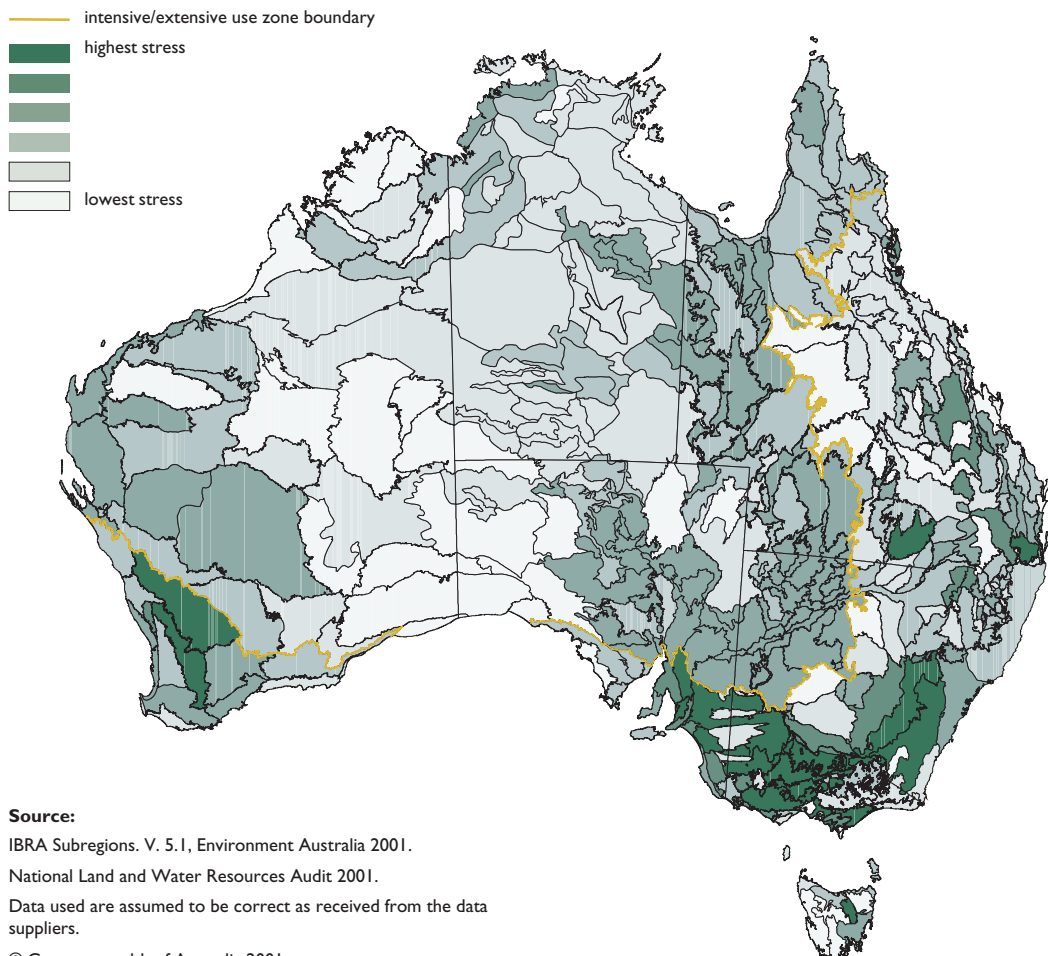 intensive/extensive use zone boundary
highest stress
lowest stress
Source:
IBRA Subregions. V. 5.1, Environment Australia 2001.
National Land and Water Resources Audit 2001.
Data used are assumed to be correct as received from the data
suppliers.